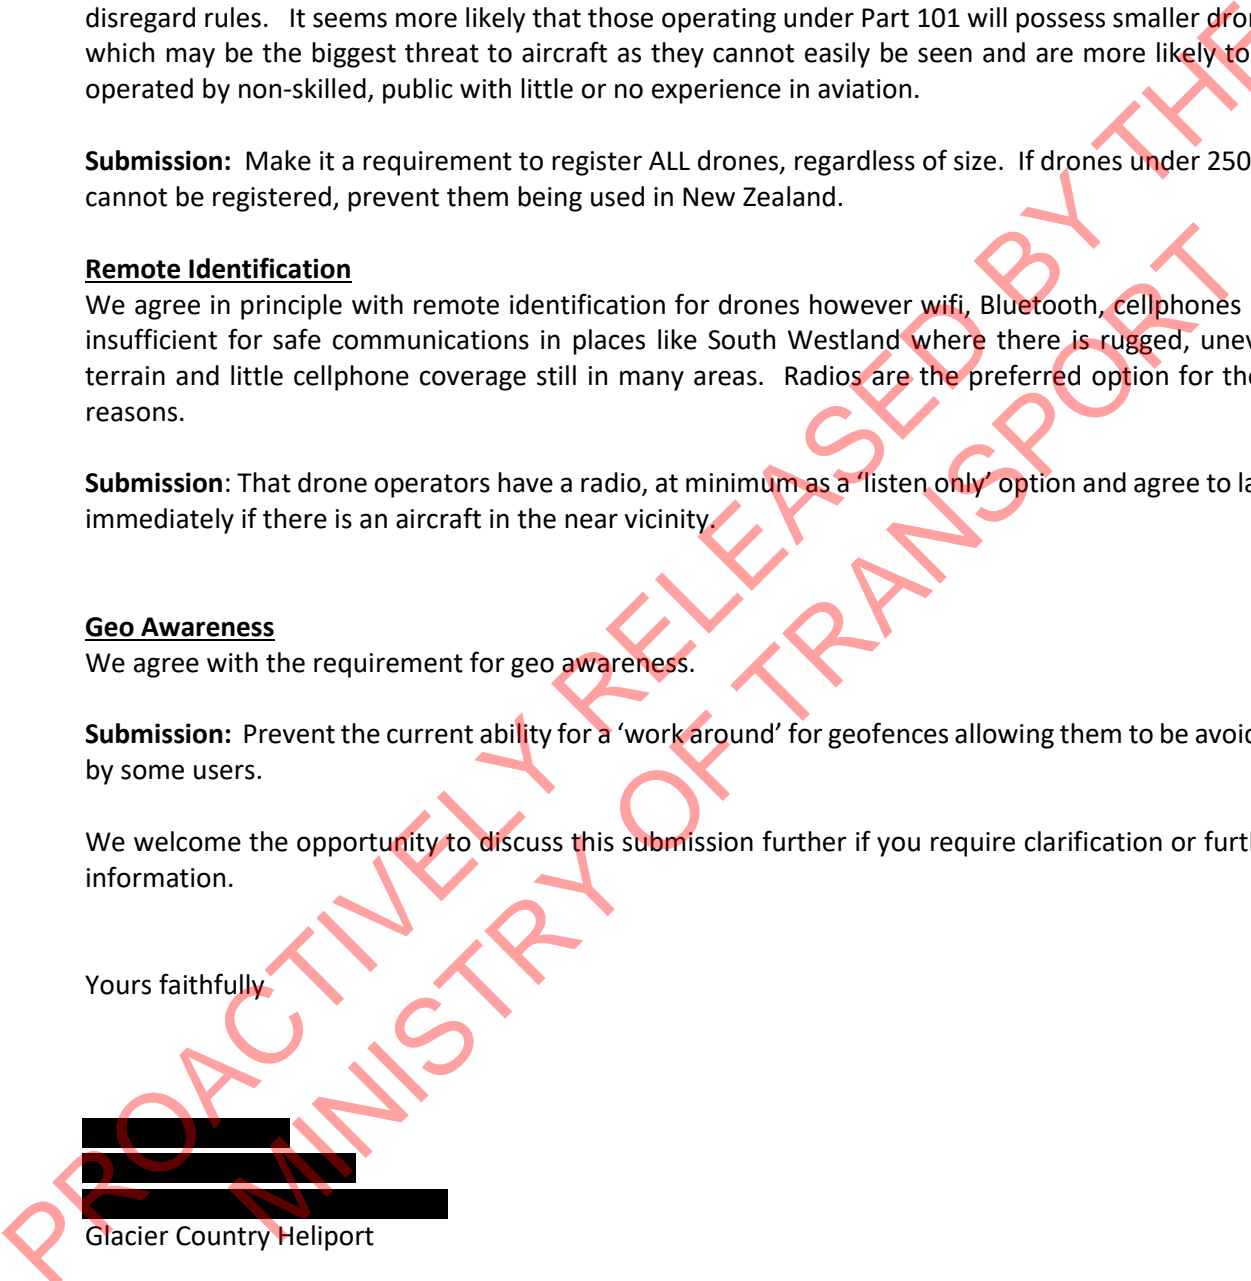 disregard rules.   It seems more likely that those operating under Part 101 will possess smaller
which may be the biggest threat to aircraft as they cannot easily be seen and are more likely to
operated by non-skilled, public with little or no experience in aviation.
Submission:  Make it a requirement to register ALL drones, regardless of size.  If drones under 250
cannot be registered, prevent them being used in New Zealand.
Remote Identification
We agree in principle with remote identification for drones however wifi, Bluetooth, cellphones
insufficient for safe communications in places like South Westland where there is rugged,
terrain and little cellphone coverage still in many areas.  Radios are the preferred option for
reasons.
Submission: That drone operators have a radio, at minimum as a ‘listen only’ option and agree to
immediately if there is an aircraft in the near vicinity.
Geo Awareness
We agree with the requirement for geo awareness.
Submission:  Prevent the current ability for a ‘work around’ for geofences allowing them to be
by some users.
We welcome the opportunity to discuss this submission further if you require clarification or
information.
Yours faithfully
Glacier Country Heliport
PROACTIVELY RELEASED BY THE
MINISTRY OF TRANSPORT